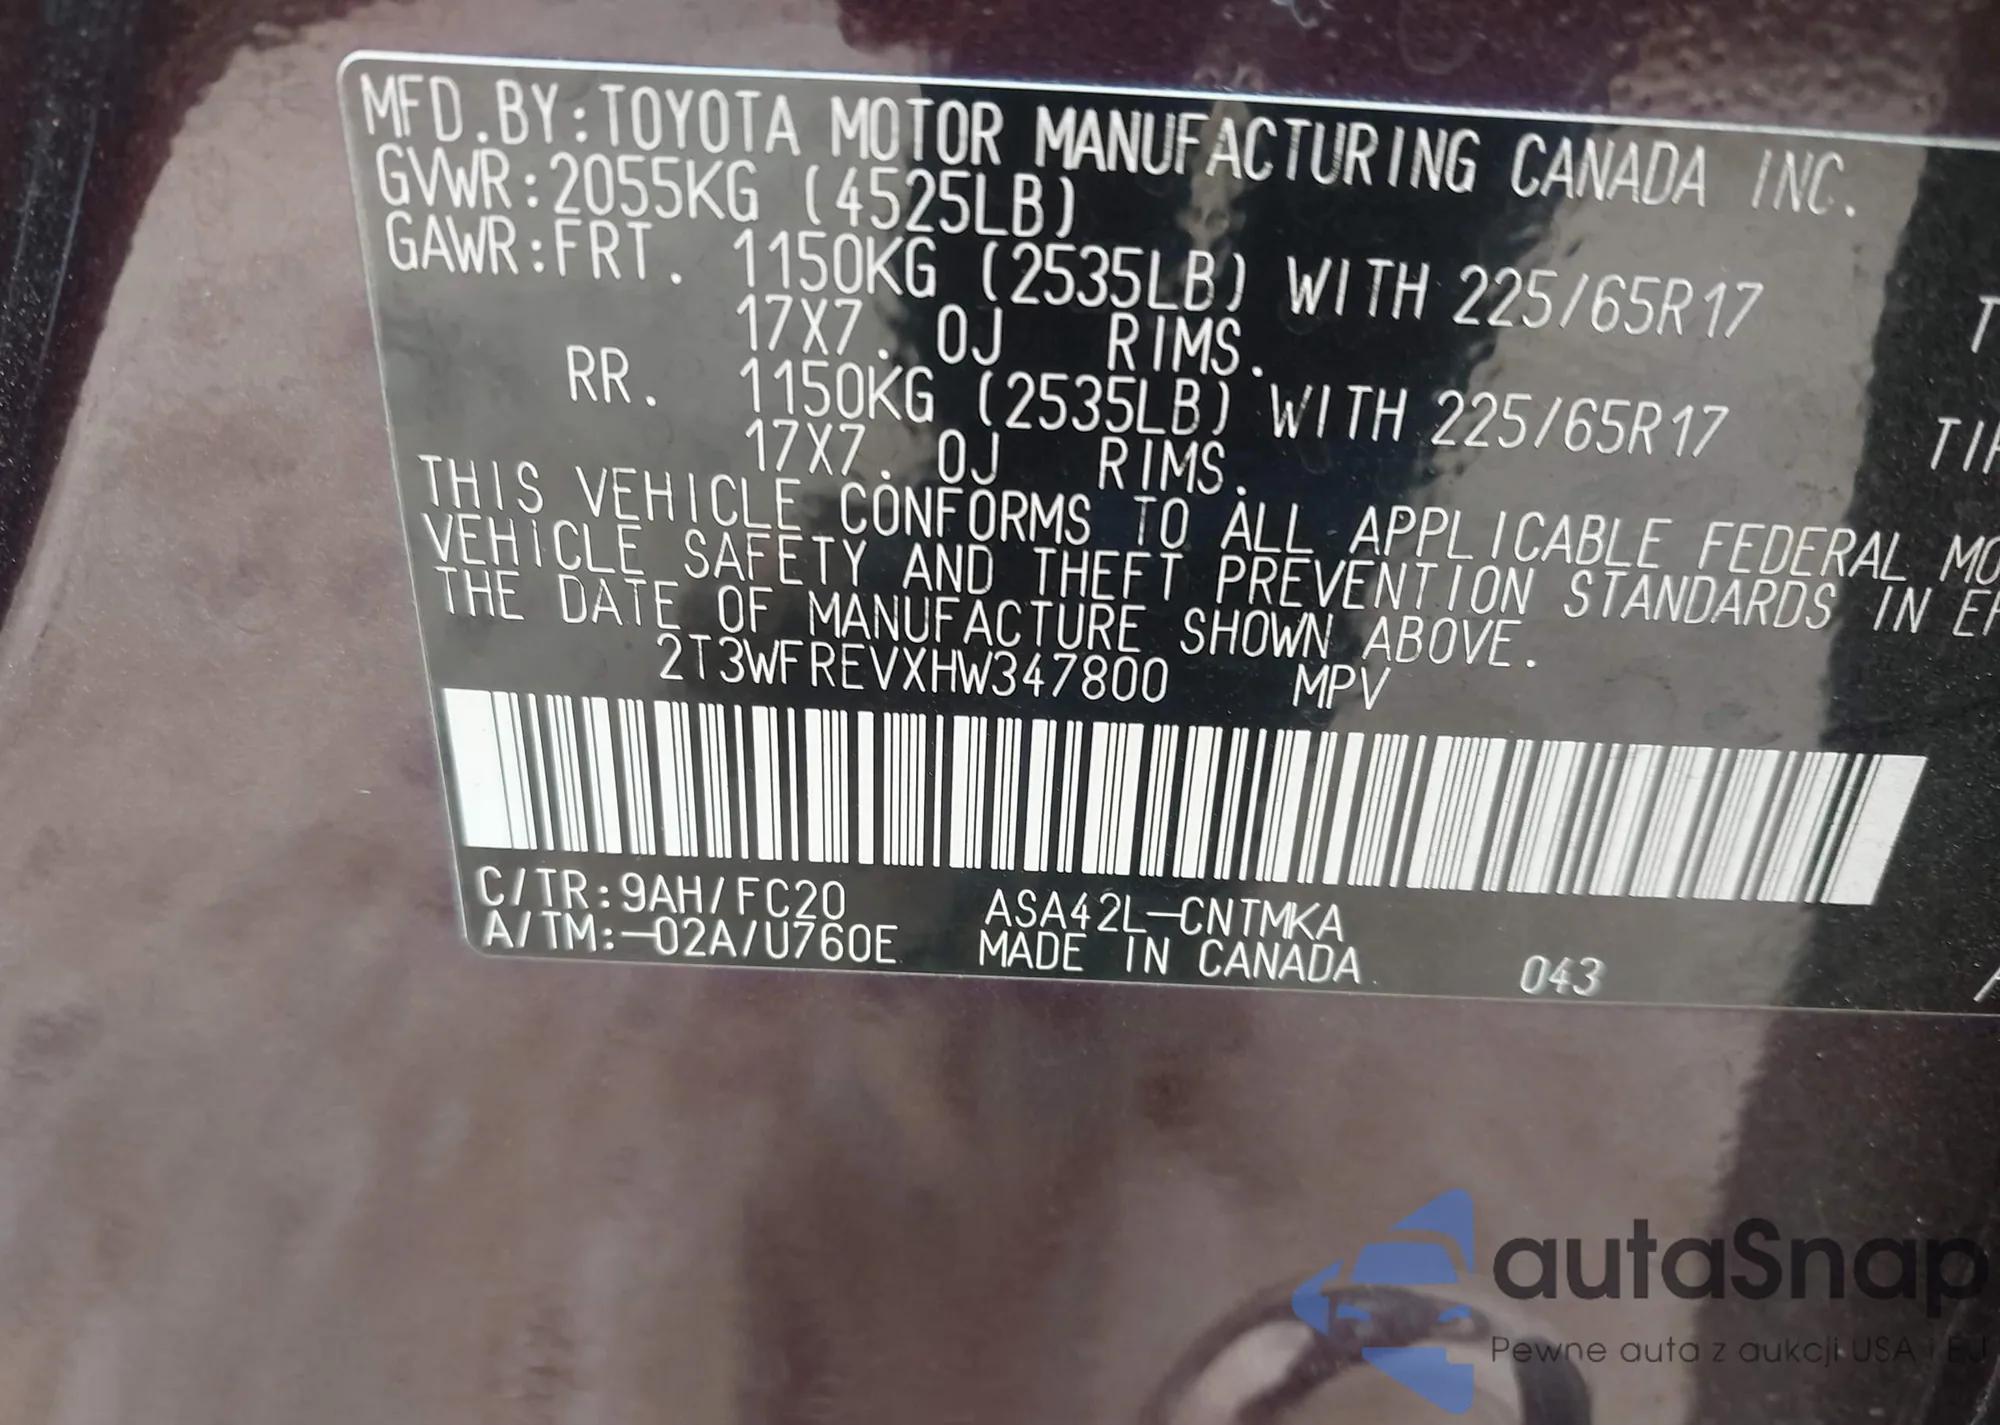 MFD.BY:TOYOTA MOTOR MANUFACTURING CANADA INC.
GVWR:2055KG (4525LB)
GAWR:FRT. 1150KG (2535LB) WITH 225/65R17
17X7.0J RIMS.
RR. 1150KG (2535LB) WITH 225/65R17
17X7.0J RIMS.
THIS VEHICLE CONFORMS TO ALL APPLICABLE FEDERAL
VEHICLE SAFETY AND THEFT PREVENTION STANDARDS IN
THE DATE OF MANUFACTURE SHOWN ABOVE.
2T3WFREVXHW347800 MPV
C/TR:9AH/FC20 ASA42L-CNTMKA
A/TM:-02A/U760E MADE IN CANADA 043
autaSnap
Pewne auta z aukcji USA i EU